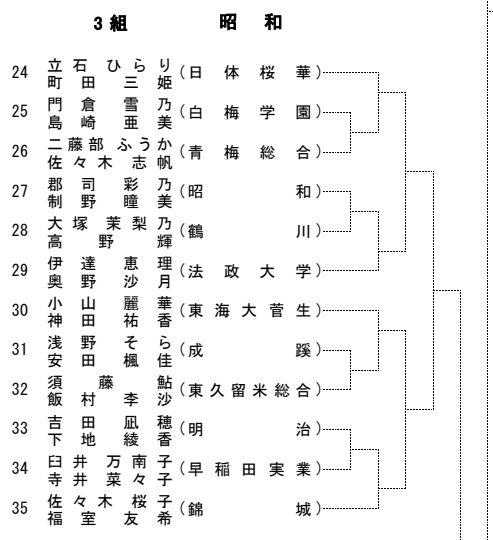 3組 昭和
24 立石 ひらり (日体桜華)
町田 三姫
25 門倉 雪乃 (白梅学園)
島崎 亜美
26 二藤部 ふうか (青梅総合)
佐々木 志帆
27 郡司 彩乃 (昭和)
制野 瞳美
28 大塚 茉梨乃 (鶴川)
高野 輝
29 伊達 恵理 (法政大学)
奥野 沙月
30 小山 麗華 (東海大菅生)
神田 祐香
31 浅野 そら (成蹊)
安田 楓佳
32 須藤 鮎 (東久留米総合)
飯村 李沙
33 吉田 凪穂 (明治)
下地 綾香
34 臼井 万南子 (早稲田実業)
寺井 菜々子
35 佐々木 桜子 (錦城)
福室 友希